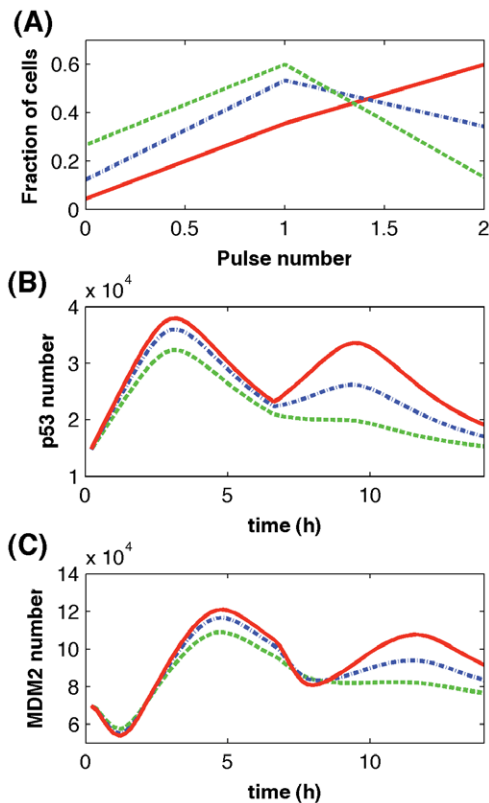 (A)
Fraction of cells
0.6
0.4
0.2
0
0 0.5 1 1.5 2
Pulse number
(B)
x 10^4
p53 number
4
3
2
1
0 5 10
time (h)
(C)
x 10^4
MDM2 number
14
12
10
8
6
0 5 10
time (h)